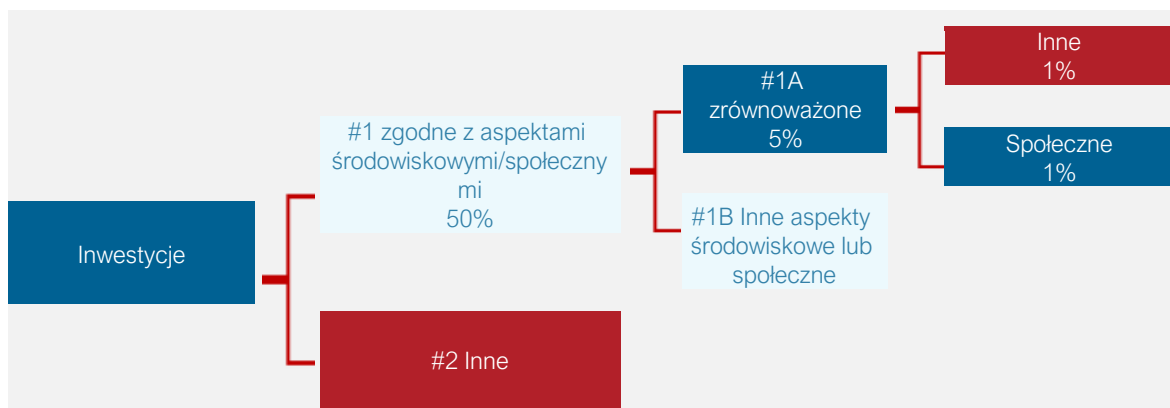 Inwestycje
#1 zgodne z aspektami
środowiskowymi/społeczny
mi
50%
#2 Inne
#1A
zrównoważone
5%
#1B Inne aspekty
środowiskowe lub
społeczne
Inne
1%
Społeczne
1%